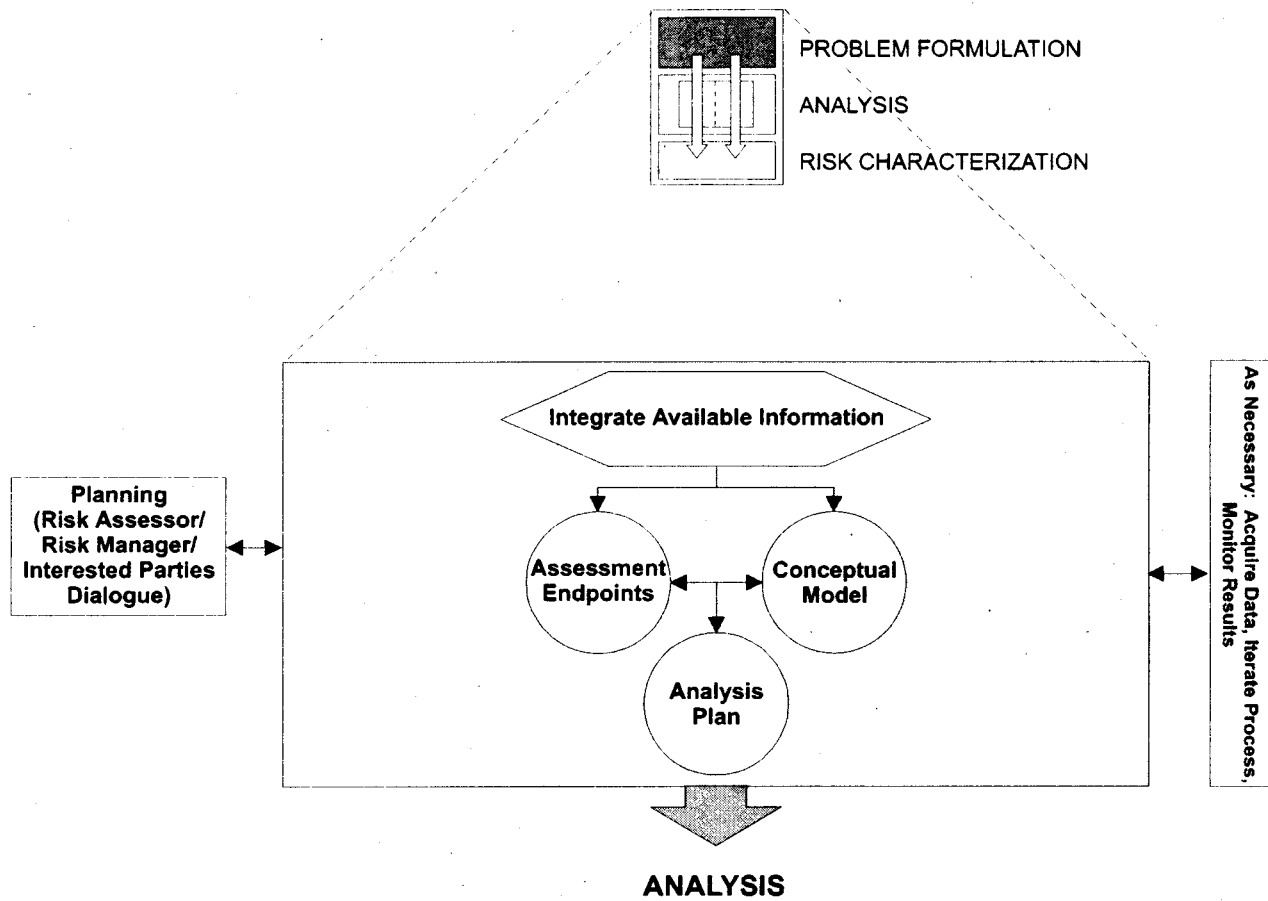 PROBLEM FORMULATION
ANALYSIS
RISK CHARACTERIZATION
Integrate Available Information
Planning
(Risk Assessor/
Risk Manager/
Interested Parties
Dialogue)
Assessment
Endpoints
Conceptual
Model
Analysis
Plan
As Necessary: Acquire Data, Iterate Process,
Monitor Results
ANALYSIS